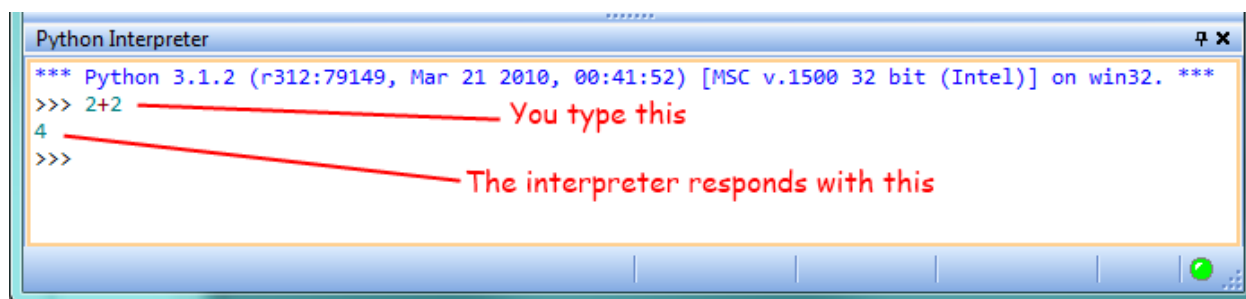 Python Interpreter
*** Python 3.1.2 (r312:79149, Mar 21 2010, 00:41:52) [MSC v.1500 32 bit (Intel)] on win32. ***
>>> 2+2
You type this
4
>>>
The interpreter responds with this